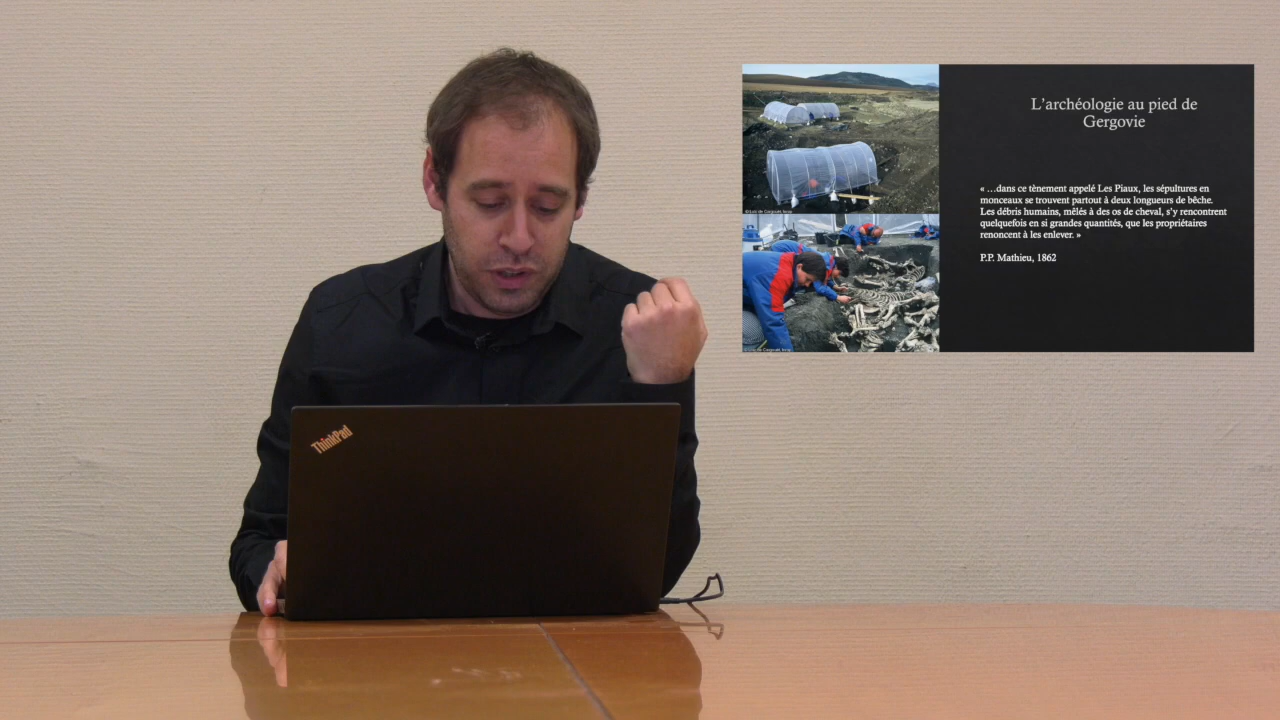 ThinkPad
L'archéologie au pied de
Gergovie
« …dans ce tènement appelé Les Piaux, les sépultures en
monceaux se trouvent partout à deux longueurs de bêche.
Les débris humains, mêlés à des os de cheval, s'y rencontrent
quelquefois en si grandes quantités, que les propriétaires
renoncent à les enlever. »
P.P. Mathieu, 1862